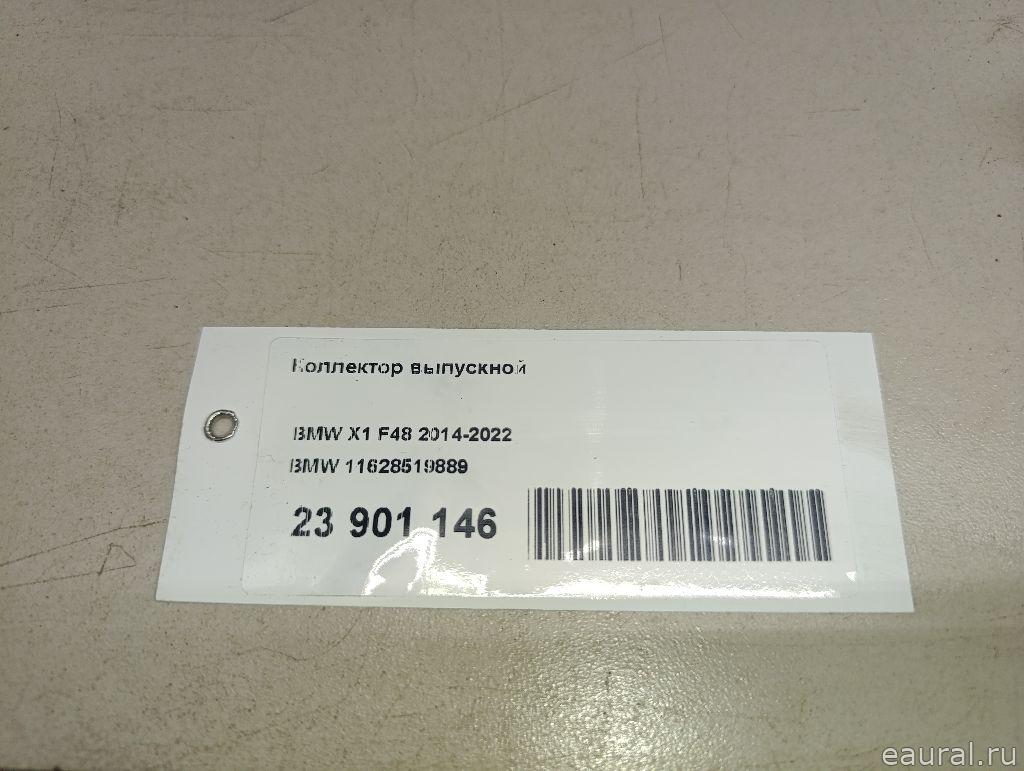 Коллектор выпускной
BMW X1 F48 2014-2022
BMW 11628519889
23 901 146
eaural.ru